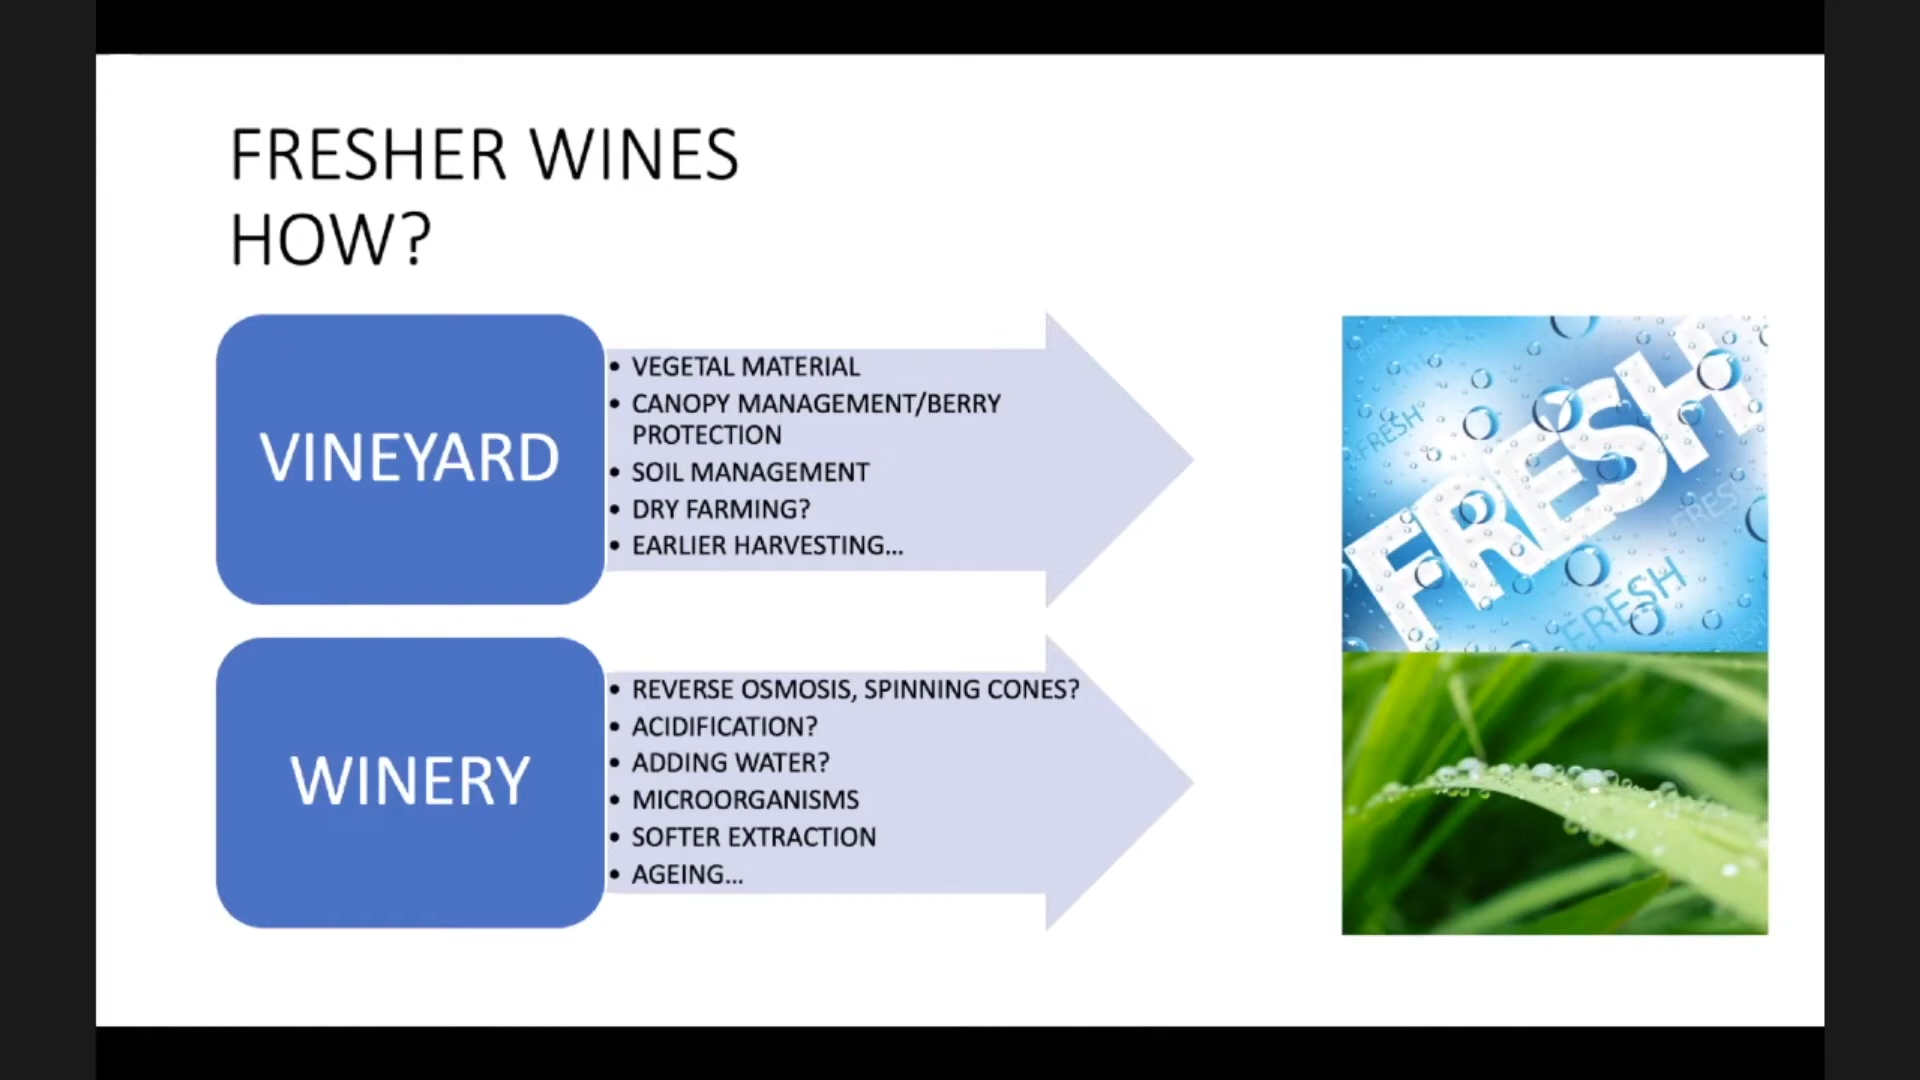 FRESHER WINES
HOW?
VINEYARD
• VEGETAL MATERIAL
• CANOPY MANAGEMENT/BERRY
PROTECTION
• SOIL MANAGEMENT
• DRY FARMING?
• EARLIER HARVESTING...
WINERY
• REVERSE OSMOSIS, SPINNING CONES?
• ACIDIFICATION?
• ADDING WATER?
• MICROORGANISMS
• SOFTER EXTRACTION
• AGEING...
FRESH
FRESH
FRESH
FRESH